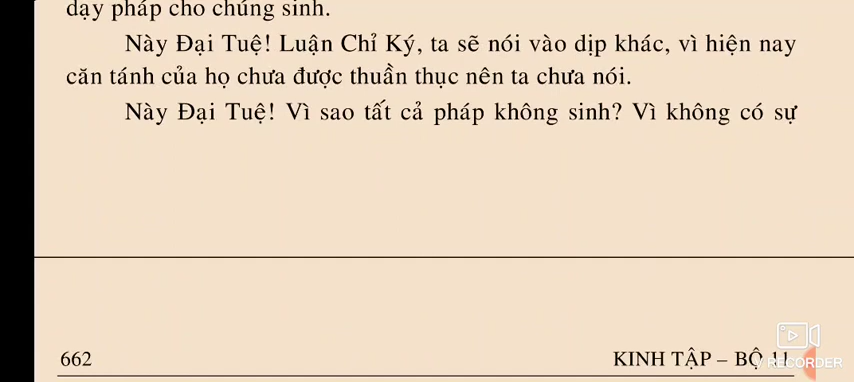 dạy pháp cho chúng sinh.
Này Đại Tuệ! Luận Chỉ Ký, ta sẽ nói vào dịp khác, vì hiện nay
căn tánh của họ chưa được thuần thục nên ta chưa nói.
Này Đại Tuệ! Vì sao tất cả pháp không sinh? Vì không có sự
662
KINH TẬP – BỘ 11
RECORDER